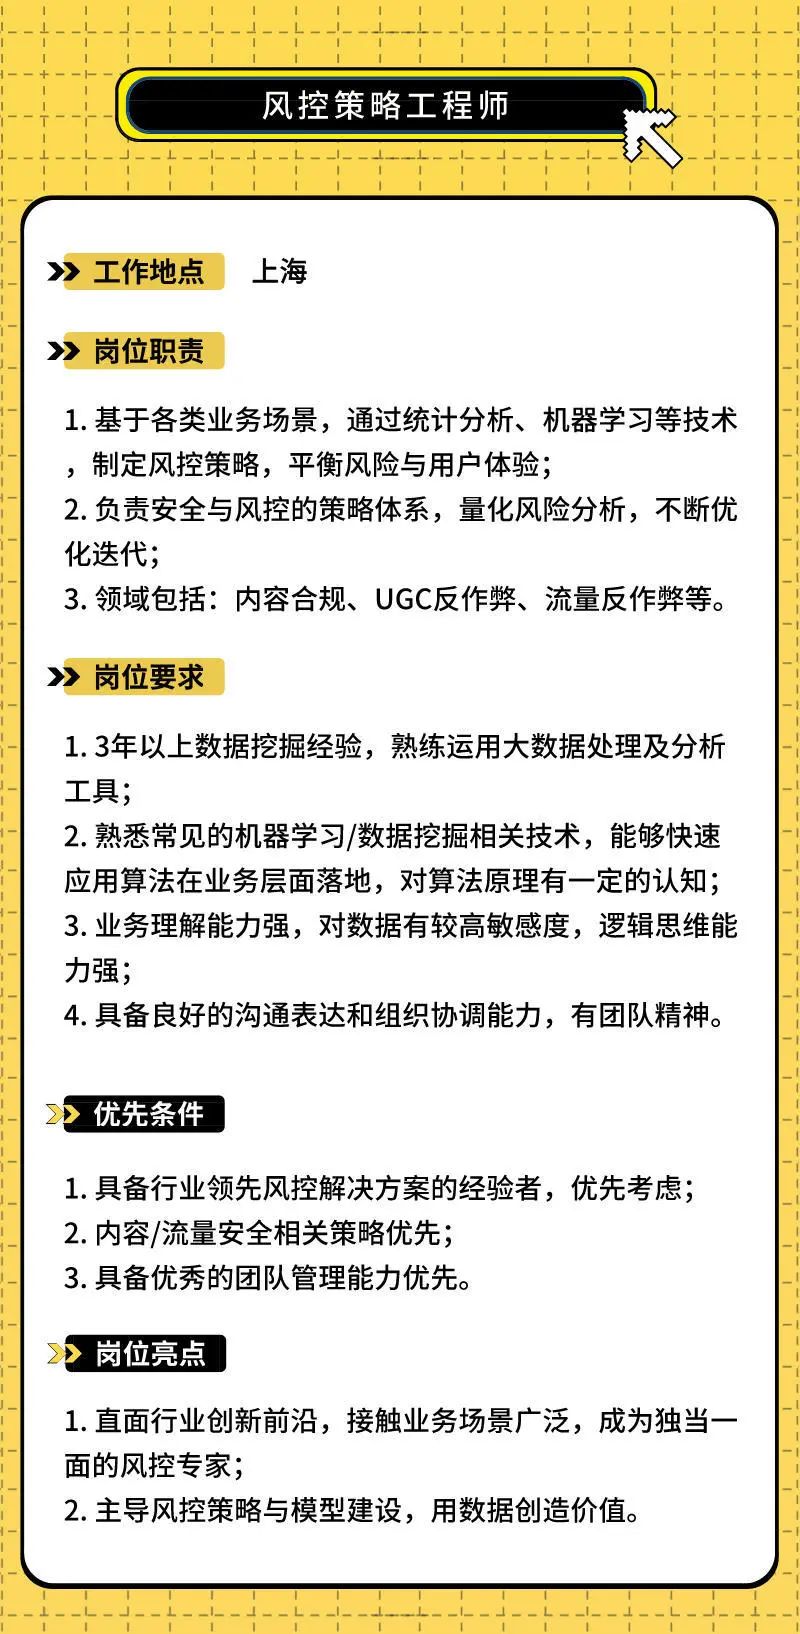 风控策略工程师
工作地点 上海
岗位职责
1. 基于各类业务场景，通过统计分析、机器学习等技术
，制定风控策略，平衡风险与用户体验；
2. 负责安全与风控的策略体系，量化风险分析，不断优
化迭代；
3. 领域包括：内容合规、UGC反作弊、流量反作弊等。
岗位要求
1. 3年以上数据挖掘经验，熟练运用大数据处理及分析
工具；
2. 熟悉常见的机器学习/数据挖掘相关技术，能够快速
应用算法在业务层面落地，对算法原理有一定的认知；
3. 业务理解能力强，对数据有较高敏感度，逻辑思维能
力强；
4. 具备良好的沟通表达和组织协调能力，有团队精神。
优先条件
1. 具备行业领先风控解决方案的经验者，优先考虑；
2. 内容/流量安全相关策略优先；
3. 具备优秀的团队管理能力优先。
岗位亮点
1. 直面行业创新前沿，接触业务场景广泛，成为独当一
面的风控专家；
2. 主导风控策略与模型建设，用数据创造价值。